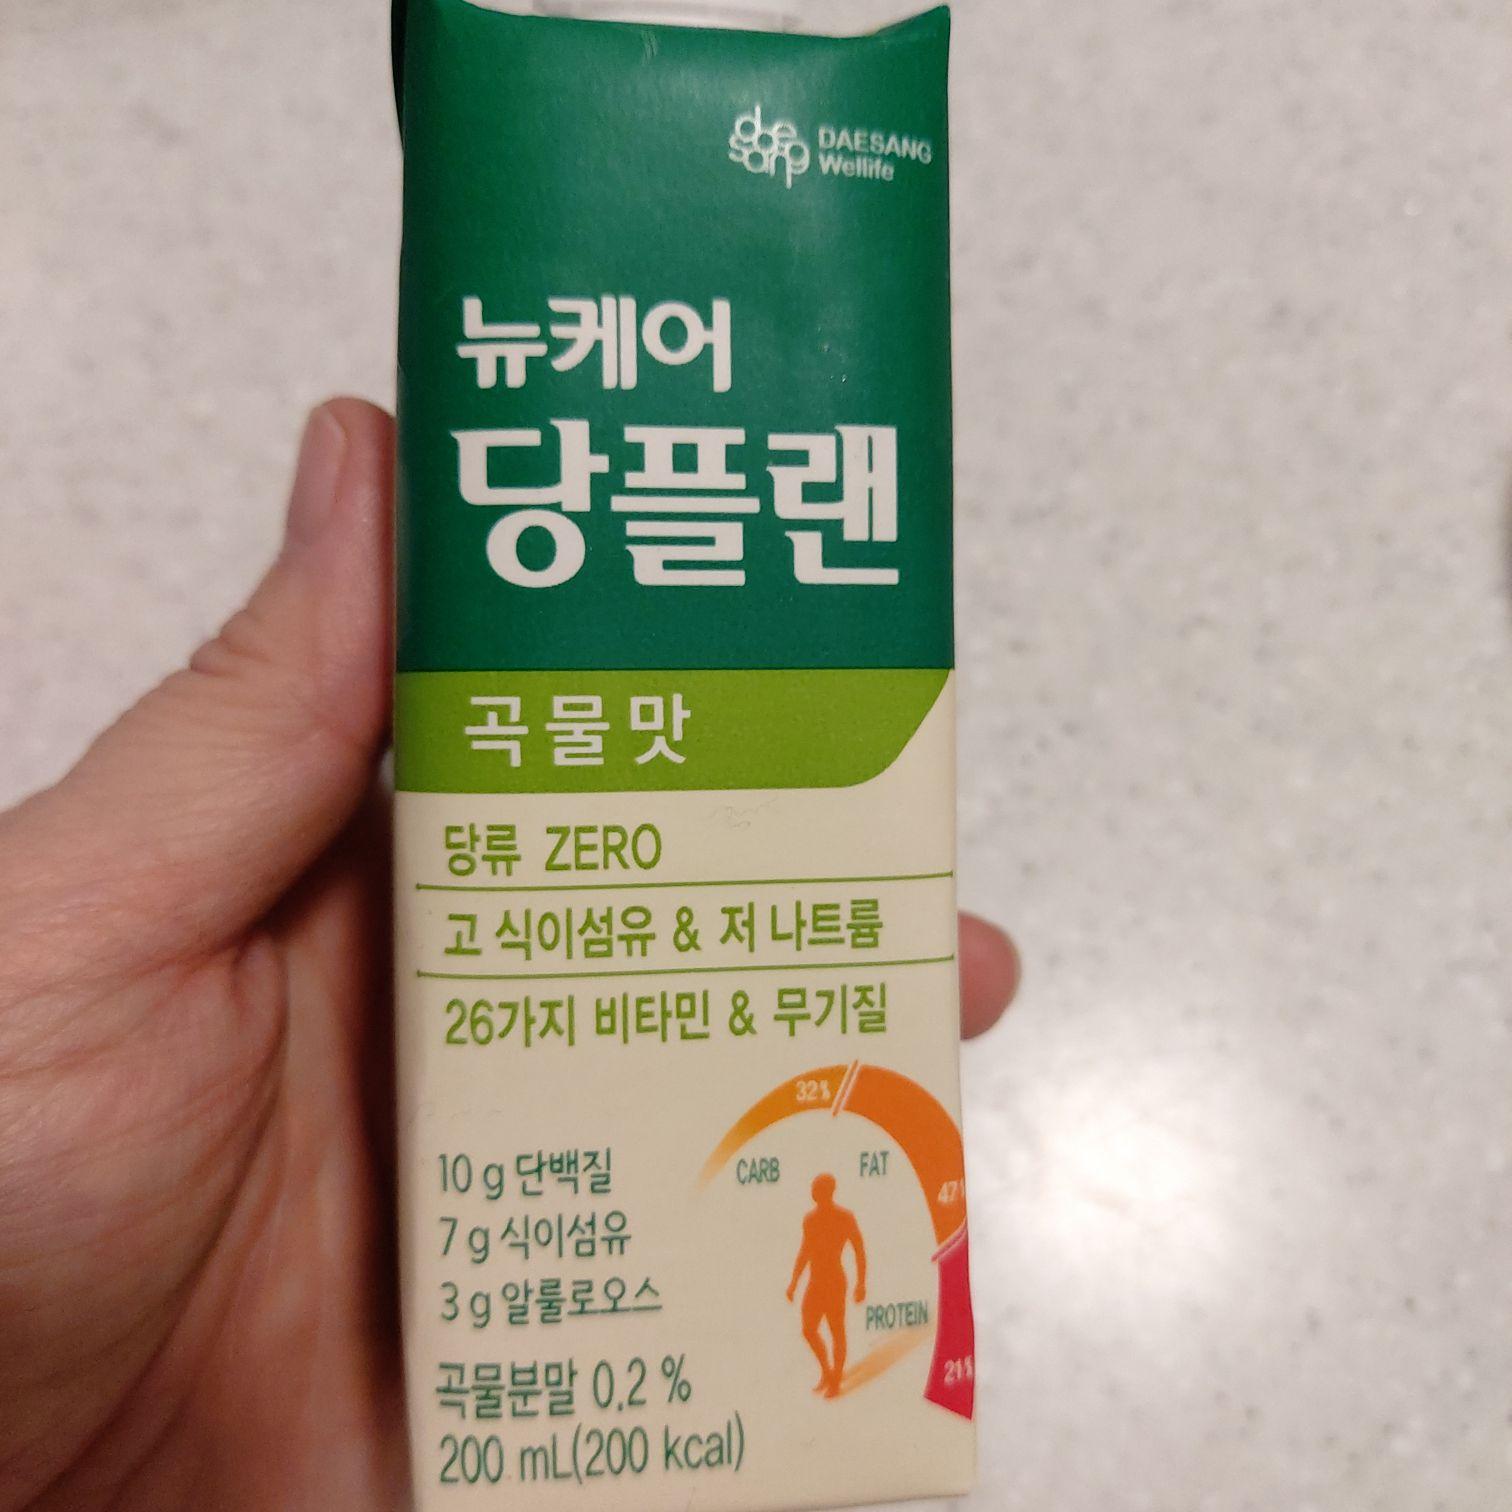 daesang
DAESANG
Wellife
뉴케어
당플랜
곡물맛
당류 ZERO
고 식이섬유 & 저 나트륨
26가지 비타민 & 무기질
32%
CARB
FAT
47%
10 g 단백질
7 g 식이섬유
3 g 알룰로오스
PROTEIN
21%
곡물분말 0.2 %
200 mL(200 kcal)